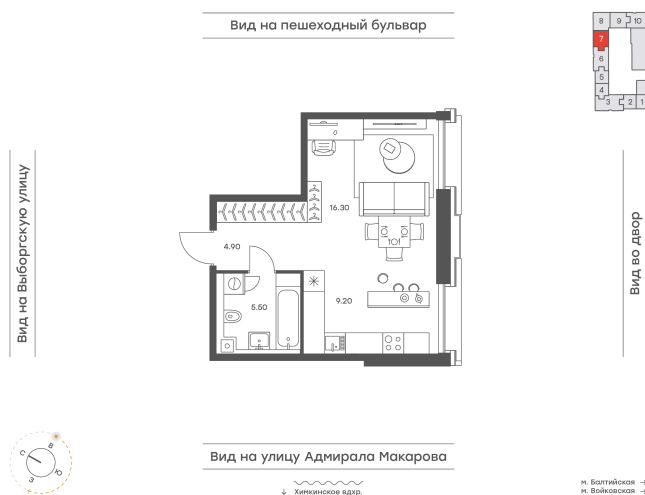 Вид на пешеходный бульвар
8 9 10
7
6
5
4
3 2 1
Вид на Выборгскую улицу
Вид во двор
16.30
4.90
5.50
9.20
Вид на улицу Адмирала Макарова
↓ Химкинское вдхр.
С В Ю З
м. Балтийская →
м. Войковская →